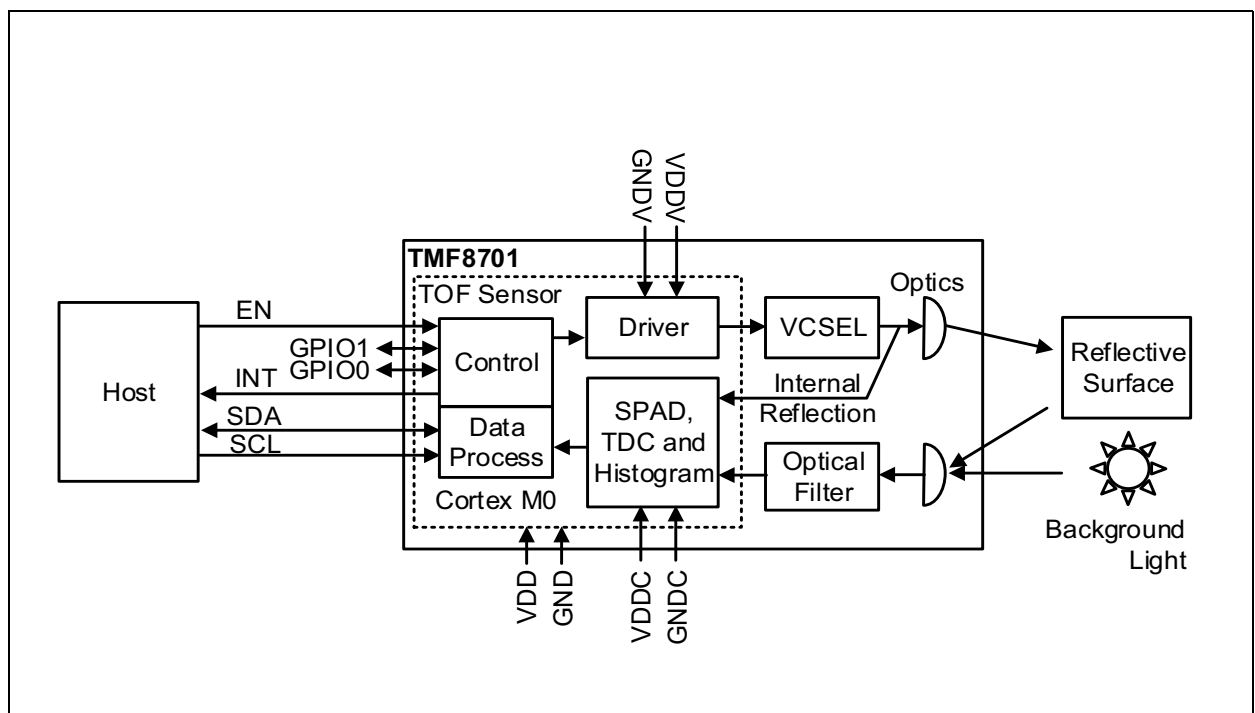 GNDV
VDDV
TMF8701
TOF Sensor
Optics
EN
Driver
VCSEL
GPIO1
GPIO0
Control
Reflective
Surface
Host
INT
Internal
Reflection
SDA
SCL
Data
Process
SPAD,
TDC and
Histogram
Optical
Filter
Cortex M0
Background
Light
VDD
GND
VDDC
GNDC